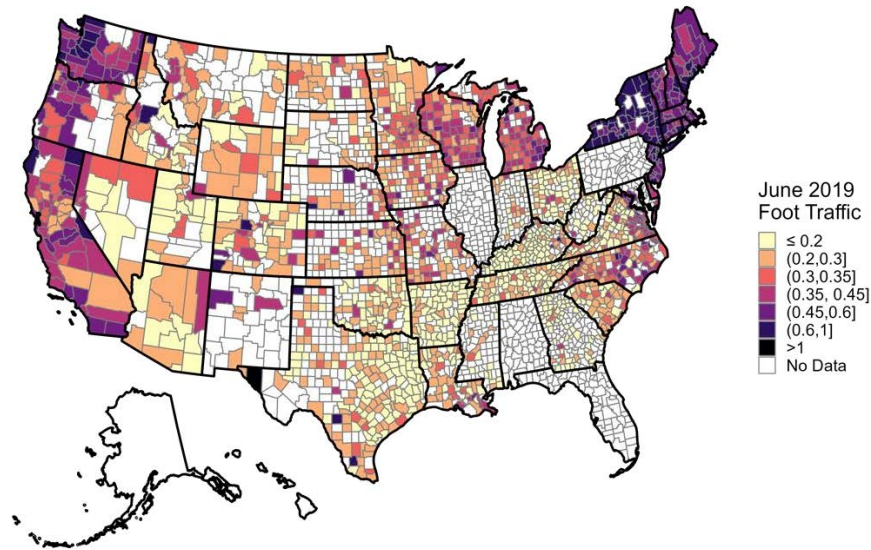 June 2019
Foot Traffic
≤ 0.2
(0.2,0.3]
(0.3,0.35]
(0.35, 0.45]
(0.45,0.6]
(0.6,1]
>1
No Data